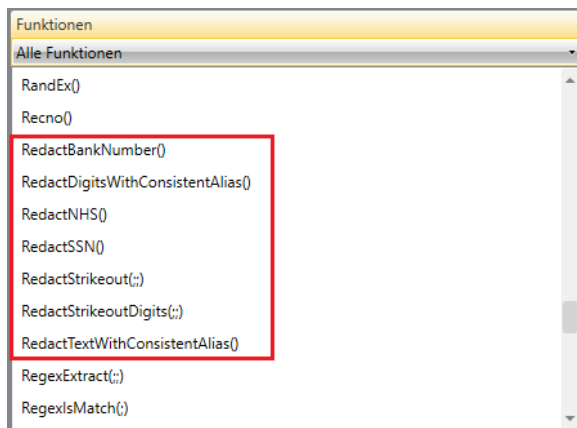 Funktionen
Alle Funktionen
RandEx()
Recno()
RedactBankNumber()
RedactDigitsWithConsistentAlias()
RedactNHS()
RedactSSN()
RedactStrikeout(;;)
RedactStrikeoutDigits(;;)
RedactTextWithConsistentAlias()
RegexExtract(;;)
RegexIsMatch(;)